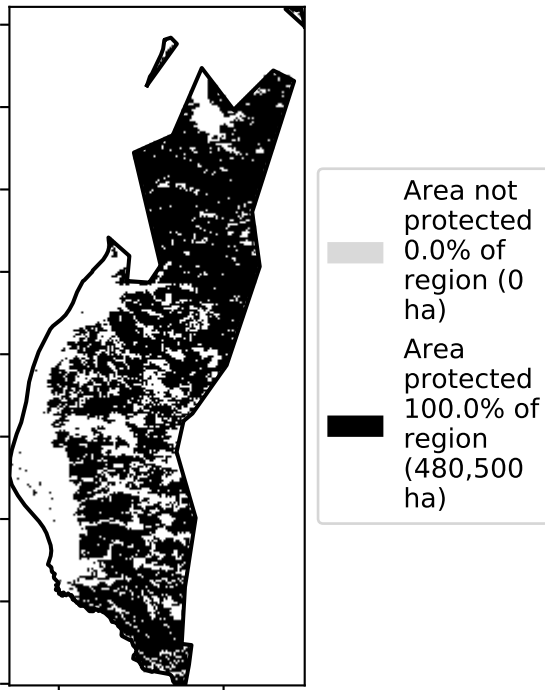 Area not
protected
0.0% of
region (0
ha)
Area
protected
100.0% of
region
(480,500
ha)